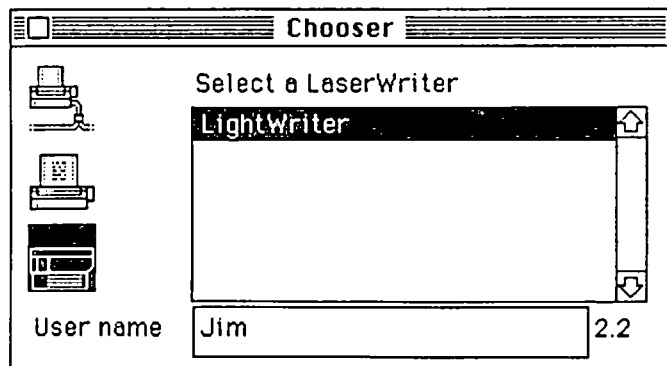 Chooser
Select a LaserWriter
LightWriter
User name
Jim
2.2